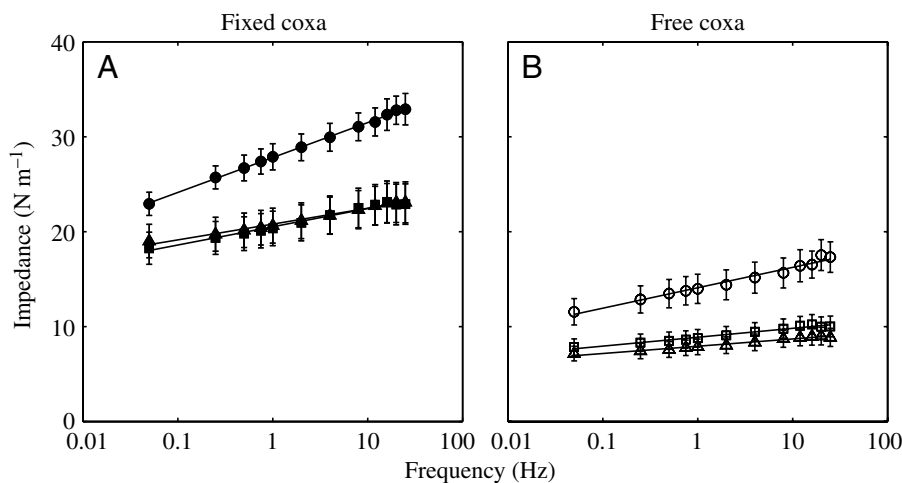 Fixed coxa
Free coxa
A
B
40
30
20
10
0
Impedance (N m⁻¹)
0.01 0.1 1 10 100
0.01 0.1 1 10 100
Frequency (Hz)